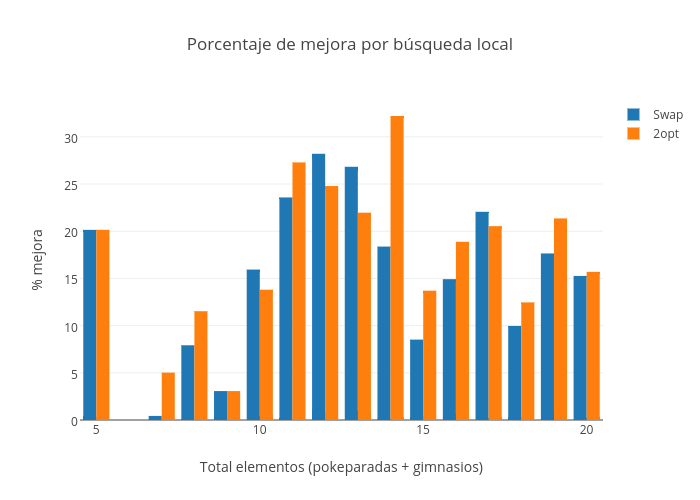 Porcentaje de mejora por búsqueda local
Swap
2opt
30
25
20
15
10
5
0
% mejora
5
10
15
20
Total elementos (pokeparadas + gimnasios)